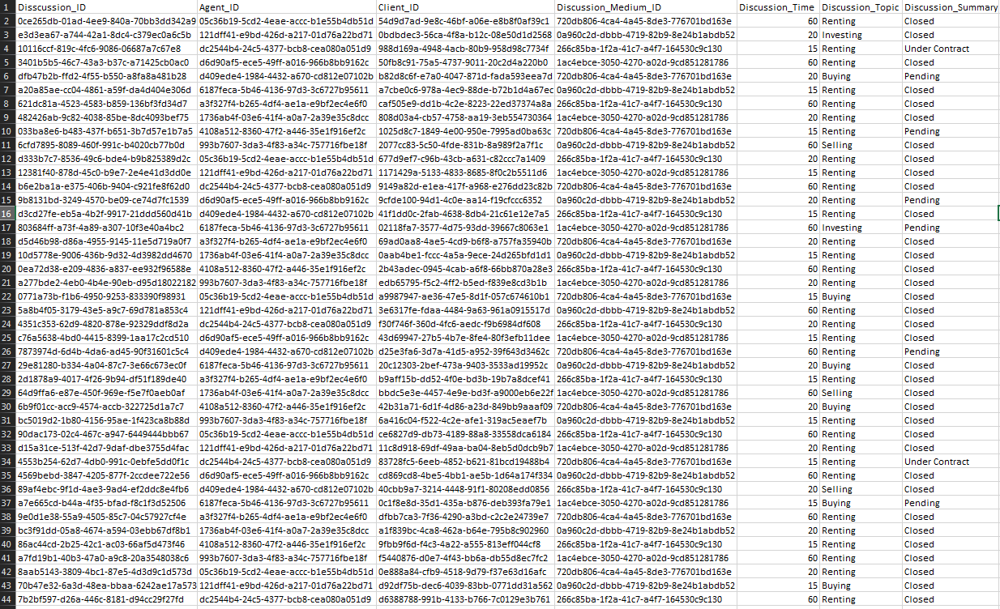 1 Disscussion_ID Agent_ID Client_ID Discussion_Medium_ID Discussion_Time Discussion_Topic Discussion_Summary
2 0ce265db-01ad-4ee9-840a-70bb3dd342a9 05c36b19-5cd2-4eae-accc-b1e55b4db51d 54d9d7ad-9e8c-46bf-a06e-e8b8f0af39c1 720db806-4ca4-4a45-8de3-776701bd163e 60 Renting Closed
3 e3d3ea67-a744-42a1-8dc4-c379ec0a6c5b 121dff41-e9bd-426d-a217-01d76a22bd71 0bdbdec3-56ca-4f8a-b12c-08e50d1d2568 0a960c2d-dbbb-4719-82b9-8e24b1abdb52 20 Investing Closed
4 10116ccf-819c-4fc6-9086-06687a7c67e8 dc2544b4-24c5-4377-bcb8-cea080a051d9 988d169a-4948-4acb-80b9-958d98c7734f 266c85ba-1f2a-41c7-a4f7-164530c9c130 15 Renting Under Contract
5 3401b5b5-46c7-43a3-b37c-a71425cb0ac0 d6d90af5-ece5-49ff-a016-966b8bb9162c 50fb8c91-75a5-4737-9011-20c2d4a220b0 1ac4ebce-3050-4270-a02d-9cd851281786 60 Renting Closed
6 dfb47b2b-ffd2-4f55-b550-a8fa8a481b28 d409ede4-1984-4432-a670-cd812e07102b b82d8c6f-e7a0-4047-871d-fada593eea7d 720db806-4ca4-4a45-8de3-776701bd163e 20 Buying Pending
7 a20a85ae-cc04-4861-a59f-da4d404e306d 6187feca-5b46-4136-97d3-3c6727b95611 a7cbe0c6-978a-4ec9-88de-b72b1d4a67ec 0a960c2d-dbbb-4719-82b9-8e24b1abdb52 15 Renting Closed
8 621dc81a-4523-4583-b859-136bf3fd34d7 a3f327f4-b265-4df4-ae1a-e9bf2ec4e6f0 caf505e9-dd1b-4c2e-8223-22ed37374a8a 266c85ba-1f2a-41c7-a4f7-164530c9c130 60 Renting Closed
9 482426ab-9c82-4038-85be-8dc4093bef75 1736ab4f-03e6-41f4-a0a7-2a39e35c8dcc 808d03a4-cb57-4758-aa19-3eb554730364 1ac4ebce-3050-4270-a02d-9cd851281786 20 Renting Closed
10 033ba8e6-b483-437f-b651-3b7d57e1b7a5 4108a512-8360-47f2-a446-35e1f916ef2c 1025d8c7-1849-4e00-950e-7995ad0ba63c 720db806-4ca4-4a45-8de3-776701bd163e 15 Renting Pending
11 6cfd7895-8089-460f-991c-b4020cb77b0d 993b7607-3da3-4f83-a34c-757716fbe18f 2077cc83-5c50-4fde-831b-8a989f2a7f1c 0a960c2d-dbbb-4719-82b9-8e24b1abdb52 60 Selling Closed
12 d333b7c7-8536-49c6-bde4-b9b825389d2c 05c36b19-5cd2-4eae-accc-b1e55b4db51d 677d9ef7-c96b-43cb-a631-c82ccc7a1409 266c85ba-1f2a-41c7-a4f7-164530c9c130 20 Renting Closed
13 12381f40-878d-45c0-b9e7-2e4e41d3dd0e 121dff41-e9bd-426d-a217-01d76a22bd71 1171429a-5133-4833-8685-8f0c2b5511d6 1ac4ebce-3050-4270-a02d-9cd851281786 15 Renting Closed
14 b6e2ba1a-e375-406b-9404-c921fe8f62d0 dc2544b4-24c5-4377-bcb8-cea080a051d9 9149a82d-e1ea-417f-a968-e276dd23c82b 720db806-4ca4-4a45-8de3-776701bd163e 60 Renting Closed
15 9b8131bd-3249-4570-be09-ce74d7fc1539 d6d90af5-ece5-49ff-a016-966b8bb9162c 9cfde100-94d1-4c0e-aa14-f19cfccc6352 0a960c2d-dbbb-4719-82b9-8e24b1abdb52 20 Renting Pending
16 d3cd27fe-eb5a-4b2f-9917-21ddd560d41b d409ede4-1984-4432-a670-cd812e07102b 41f1dd0c-2fab-4638-8db4-21c61e12e7a5 266c85ba-1f2a-41c7-a4f7-164530c9c130 15 Renting Closed
17 803684ff-a73f-4a89-a307-10f3e40a4bc2 6187feca-5b46-4136-97d3-3c6727b95611 02118fa7-3577-4d75-93dd-39667c8063e1 1ac4ebce-3050-4270-a02d-9cd851281786 60 Investing Pending
18 d5d46b98-d86a-4955-9145-11e5d719a0f7 a3f327f4-b265-4df4-ae1a-e9bf2ec4e6f0 69ad0aa8-4ae5-4cd9-b6f8-a757fa35940b 720db806-4ca4-4a45-8de3-776701bd163e 20 Renting Closed
19 10d5778e-9006-436b-9d32-4d3982dd4670 1736ab4f-03e6-41f4-a0a7-2a39e35c8dcc 0aab4be1-fccc-4a5a-9ece-24d265bfd1d1 0a960c2d-dbbb-4719-82b9-8e24b1abdb52 15 Renting Closed
20 0ea72d38-e209-4836-a837-ee932f96588e 4108a512-8360-47f2-a446-35e1f916ef2c 2b43adec-0945-4cab-a6f8-66bb870a28e3 266c85ba-1f2a-41c7-a4f7-164530c9c130 60 Renting Closed
21 a277bde2-4eb0-4b4e-90eb-d95d18022182 993b7607-3da3-4f83-a34c-757716fbe18f edb65795-f5c2-4ff2-b5ed-f839e8cd3b1b 1ac4ebce-3050-4270-a02d-9cd851281786 20 Renting Closed
22 0771a73b-f1b6-4950-9253-833390f98931 05c36b19-5cd2-4eae-accc-b1e55b4db51d a9987947-ae36-47e5-8d1f-057c674610b1 720db806-4ca4-4a45-8de3-776701bd163e 15 Buying Closed
23 5a8b4f05-3179-43e5-a9c7-69d781a853c4 121dff41-e9bd-426d-a217-01d76a22bd71 3e6317fe-fdaa-4484-9a63-961a0915517d 0a960c2d-dbbb-4719-82b9-8e24b1abdb52 60 Renting Closed
24 4351c353-62d9-4820-878e-92329ddf8d2a dc2544b4-24c5-4377-bcb8-cea080a051d9 f30f746f-360d-4fc6-aedc-f9b6984df608 266c85ba-1f2a-41c7-a4f7-164530c9c130 20 Renting Closed
25 c76a5638-4bd0-4415-8399-1aa17c2cd510 d6d90af5-ece5-49ff-a016-966b8bb9162c 43d69947-27b5-4b7e-8fe4-80f3efb11dee 1ac4ebce-3050-4270-a02d-9cd851281786 15 Renting Closed
26 7873974d-6d4b-4da6-ad45-90f31601c5c4 d409ede4-1984-4432-a670-cd812e07102b d25e3fa6-3d7a-41d5-a952-39f643d3462c 720db806-4ca4-4a45-8de3-776701bd163e 60 Renting Pending
27 29e81280-b334-4a04-87c7-3e66c673ec0f 6187feca-5b46-4136-97d3-3c6727b95611 20c12303-2bef-473a-9403-3533ad19952c 0a960c2d-dbbb-4719-82b9-8e24b1abdb52 20 Buying Closed
28 2d1878a9-4017-4f26-9b94-df51f189de40 a3f327f4-b265-4df4-ae1a-e9bf2ec4e6f0 b9aff15b-dd52-4f0e-bd3b-19b7a8dcef41 266c85ba-1f2a-41c7-a4f7-164530c9c130 15 Renting Closed
29 64d9ffa6-e87e-450f-969e-f5e7f0aeb0af 1736ab4f-03e6-41f4-a0a7-2a39e35c8dcc bbdc5e3e-4457-4e9e-bd3f-a9000eb6e22f 1ac4ebce-3050-4270-a02d-9cd851281786 60 Selling Closed
30 6b9f01cc-acc9-4574-accb-322725d1a7c7 4108a512-8360-47f2-a446-35e1f916ef2c 42b31a71-6d1f-4d86-a23d-849bb9aaaf09 720db806-4ca4-4a45-8de3-776701bd163e 20 Buying Closed
31 bc5019d2-1b80-4156-95ae-1f423ca8b88d 993b7607-3da3-4f83-a34c-757716fbe18f 6a416c04-f522-4c2e-afe1-319ac5eaef7b 0a960c2d-dbbb-4719-82b9-8e24b1abdb52 15 Renting Closed
32 90dac173-02c4-467c-a947-6449444bbb67 05c36b19-5cd2-4eae-accc-b1e55b4db51d ce6827d9-db73-4189-88a8-33558dca6184 266c85ba-1f2a-41c7-a4f7-164530c9c130 60 Renting Closed
33 d15a31ce-513f-42d7-9daf-dbe3755d4fac 121dff41-e9bd-426d-a217-01d76a22bd71 11c8d918-69df-49aa-ba04-8eb5d0dcb9b7 1ac4ebce-3050-4270-a02d-9cd851281786 20 Renting Closed
34 4553b254-62d7-4db0-991c-0ebfe5dd0f1c dc2544b4-24c5-4377-bcb8-cea080a051d9 83728fc5-6eeb-4852-b621-81bcd19488b4 720db806-4ca4-4a45-8de3-776701bd163e 15 Renting Under Contract
35 4569bebd-3847-4205-877f-2ccdee722e56 d6d90af5-ece5-49ff-a016-966b8bb9162c cd869cd8-4be5-4bb1-ae5b-1d64a174f334 0a960c2d-dbbb-4719-82b9-8e24b1abdb52 60 Renting Closed
36 89af4ebc-9f1d-4ae3-9ad4-ef2ddc8e4fb6 d409ede4-1984-4432-a670-cd812e07102b 40cbb9a7-3214-4448-91f1-80208edd0856 266c85ba-1f2a-41c7-a4f7-164530c9c130 20 Selling Closed
37 a7e665cd-b44a-4f35-bfad-f8c1f3d52506 6187feca-5b46-4136-97d3-3c6727b95611 0c1f8e8d-35d1-435a-b876-deb393fa79e1 1ac4ebce-3050-4270-a02d-9cd851281786 15 Buying Pending
38 9e0d1e38-55a9-4505-85c7-04c57927cf4e a3f327f4-b265-4df4-ae1a-e9bf2ec4e6f0 dfbb7ca3-7f36-4290-a3bd-c2c2e24739e7 720db806-4ca4-4a45-8de3-776701bd163e 60 Renting Closed
39 bc3f91dd-05a8-4674-a594-03ebb67df8b1 1736ab4f-03e6-41f4-a0a7-2a39e35c8dcc a1f839bc-4ca8-462a-b64e-795b8c902960 0a960c2d-dbbb-4719-82b9-8e24b1abdb52 20 Renting Closed
40 86ac44cd-2b25-42c1-ac03-66af5d473f46 4108a512-8360-47f2-a446-35e1f916ef2c 9fbb9f6d-f4c3-4a22-a555-813eff044cf8 266c85ba-1f2a-41c7-a4f7-164530c9c130 15 Renting Closed
41 a7fd19b1-40b3-47a0-a9c8-20a3548038c6 993b7607-3da3-4f83-a34c-757716fbe18f f5440876-d0e7-4f43-bb6a-db55d8ec7fc2 1ac4ebce-3050-4270-a02d-9cd851281786 60 Renting Closed
42 8aab5143-3809-4bc1-87e5-4d3d9c1d573d 05c36b19-5cd2-4eae-accc-b1e55b4db51d 0e888a84-cfb9-4518-9d79-f37e63d16afc 720db806-4ca4-4a45-8de3-776701bd163e 20 Renting Closed
43 70b47e32-6a3d-48ea-bbaa-6242ae17a573 121dff41-e9bd-426d-a217-01d76a22bd71 d92df75b-dec6-4039-83bb-0771dd31a562 0a960c2d-dbbb-4719-82b9-8e24b1abdb52 15 Buying Closed
44 7b2bf597-d26a-446c-8181-d94cc29f27fd dc2544b4-24c5-4377-bcb8-cea080a051d9 d6388788-991b-4133-b766-7c0129e3b761 266c85ba-1f2a-41c7-a4f7-164530c9c130 60 Renting Closed